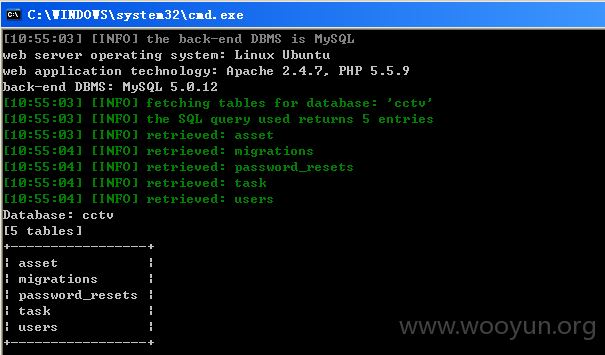 C:\WINDOWS\system32\cmd.exe
[10:55:03] [INFO] the back-end DBMS is MySQL
web server operating system: Linux Ubuntu
web application technology: Apache 2.4.7, PHP 5.5.9
back-end DBMS: MySQL 5.0.12
[10:55:03] [INFO] fetching tables for database: 'cctv'
[10:55:03] [INFO] the SQL query used returns 5 entries
[10:55:03] [INFO] retrieved: asset
[10:55:04] [INFO] retrieved: migrations
[10:55:04] [INFO] retrieved: password_resets
[10:55:04] [INFO] retrieved: task
[10:55:04] [INFO] retrieved: users
Database: cctv
[5 tables]
+-----------------+
| asset           |
| migrations      |
| password_resets |
| task            |
| users           |
+-----------------+
www.wooyun.org